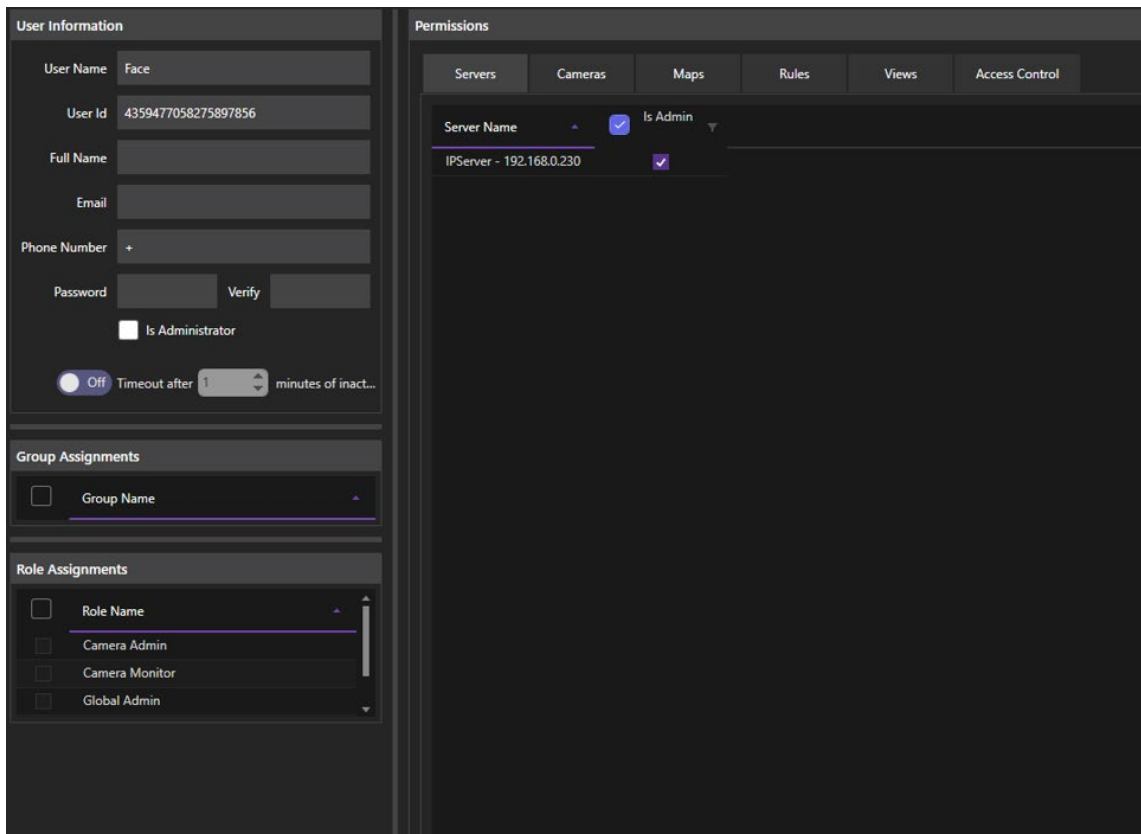 User Information
User Name Face
User Id 4359477058275897856
Full Name
Email
Phone Number +
Password Verify
Is Administrator
Off Timeout after 1 minutes of inact...
Group Assignments
Group Name
Role Assignments
Role Name
Camera Admin
Camera Monitor
Global Admin
Permissions
Servers Cameras Maps Rules Views Access Control
Server Name Is Admin
IPServer - 192.168.0.230